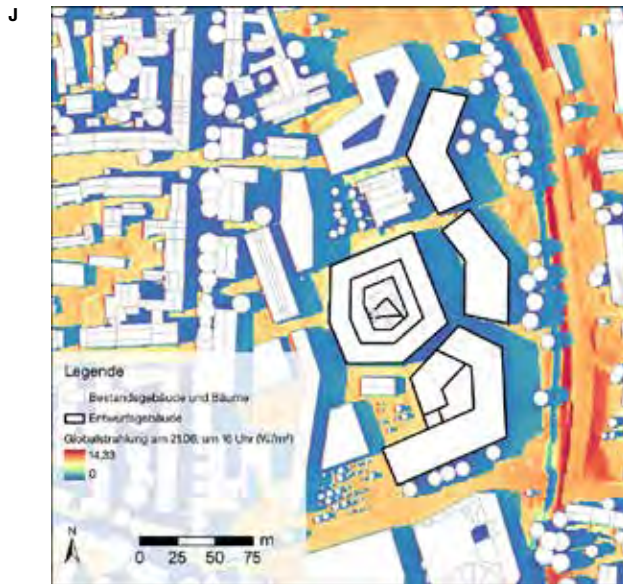 J
Legende
Bestandsgebäude und Bäume
Entwurfsgebäude
Globalstrahlung am 21.06. um 16 Uhr (W/m²)
14,33
0
N
m
0 25 50 75